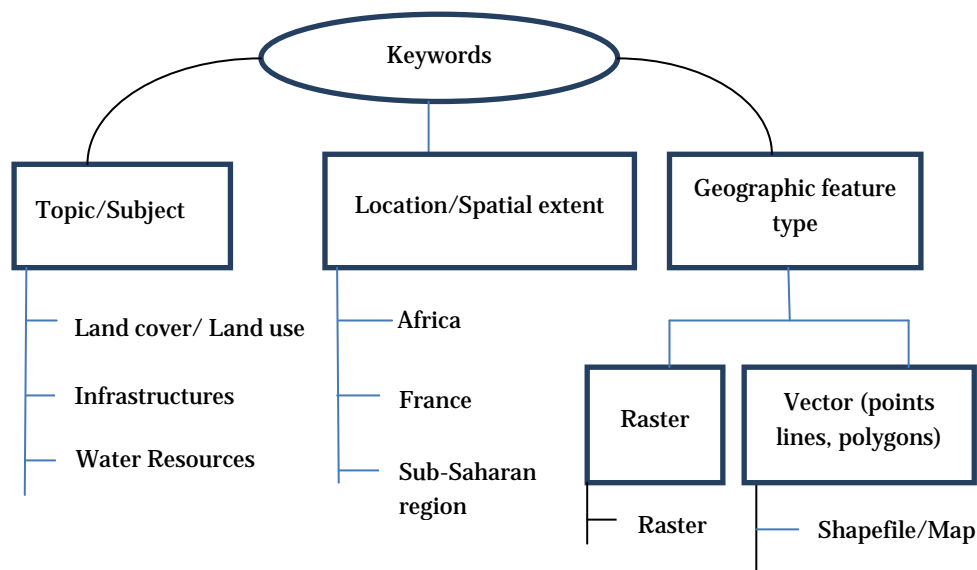 Keywords
Topic/Subject
Location/Spatial extent
Geographic feature
type
Land cover/ Land use
Infrastructures
Water Resources
Africa
France
Sub-Saharan
region
Raster
Vector (points
lines, polygons)
Raster
Shapefile/Map